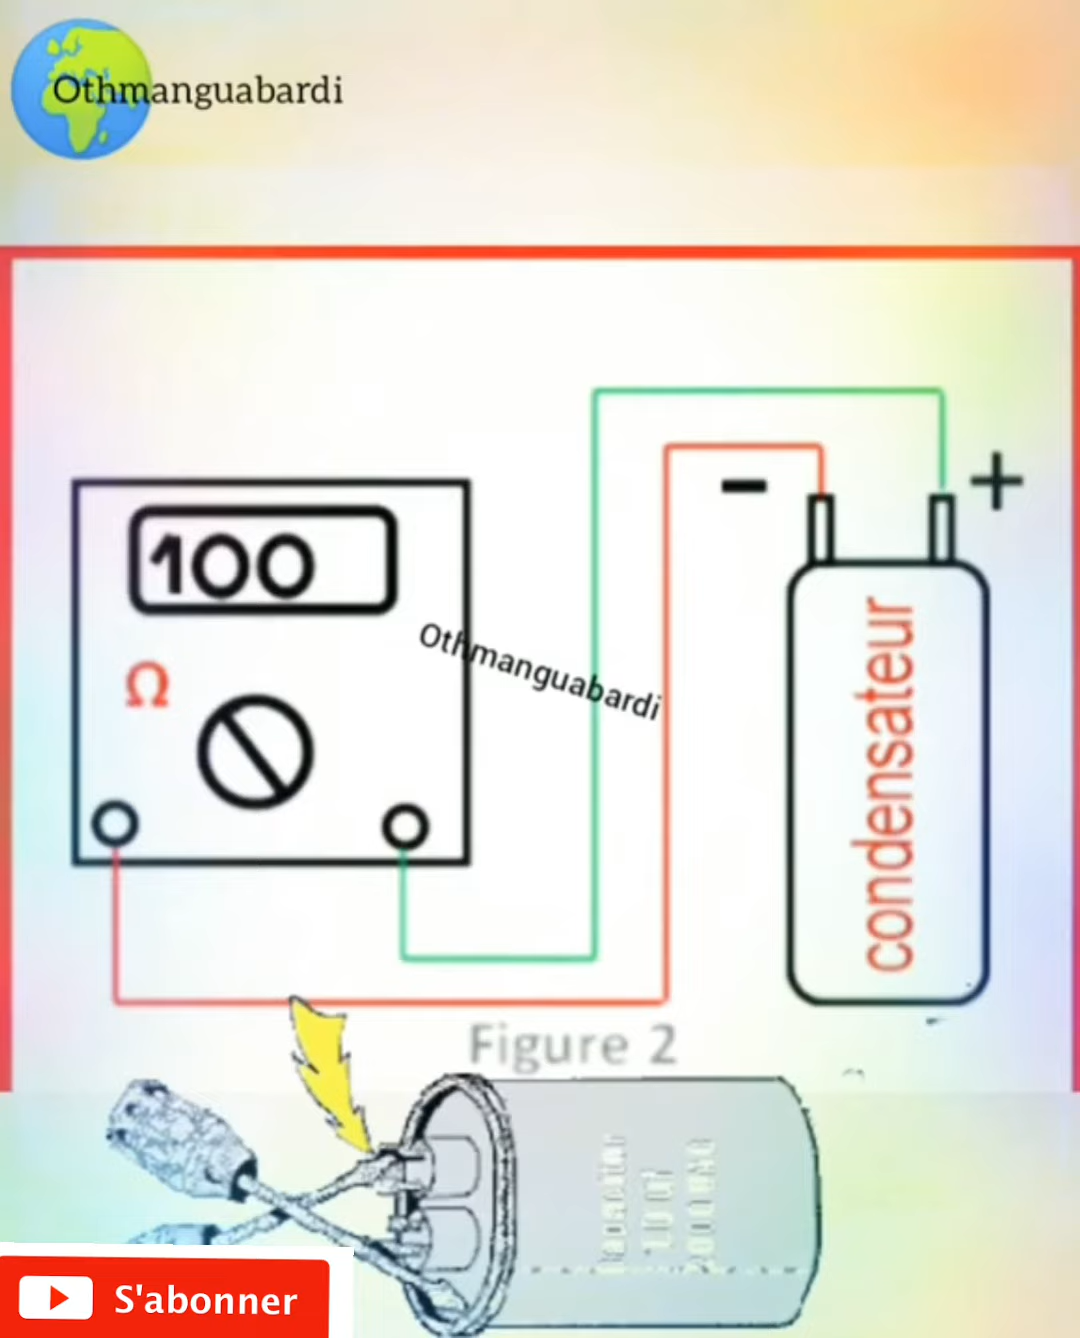 Othmanguabardi
100
Ω
Othmanguabardi
-
+
condensateur
Figure 2
S'abonner